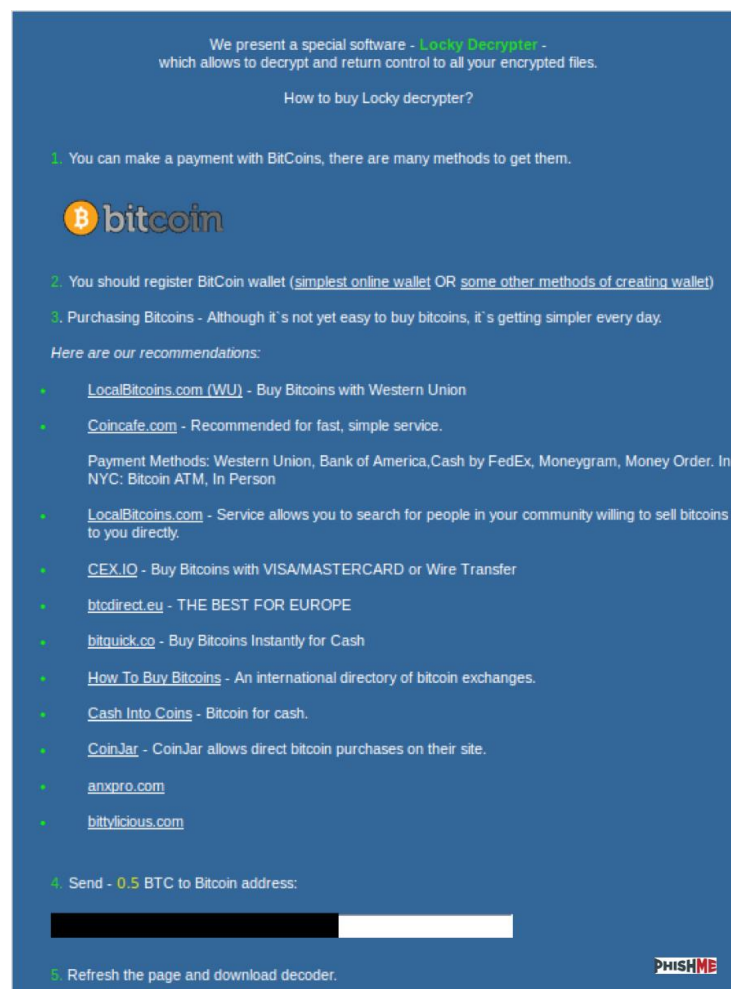 We present a special software - Locky Decrypter -
which allows to decrypt and return control to all your encrypted files.
How to buy Locky decrypter?
1. You can make a payment with BitCoins, there are many methods to get them.
bitcoin
2. You should register BitCoin wallet (simplest online wallet OR some other methods of creating wallet)
3. Purchasing Bitcoins - Although it`s not yet easy to buy bitcoins, it`s getting simpler every day.
Here are our recommendations:
LocalBitcoins.com (WU) - Buy Bitcoins with Western Union
Coincafe.com - Recommended for fast, simple service.
Payment Methods: Western Union, Bank of America,Cash by FedEx, Moneygram, Money Order. In
NYC: Bitcoin ATM, In Person
LocalBitcoins.com - Service allows you to search for people in your community willing to sell bitcoins
to you directly.
CEX.IO - Buy Bitcoins with VISA/MASTERCARD or Wire Transfer
btcdirect.eu - THE BEST FOR EUROPE
bitquick.co - Buy Bitcoins Instantly for Cash
How To Buy Bitcoins - An international directory of bitcoin exchanges.
Cash Into Coins - Bitcoin for cash.
CoinJar - CoinJar allows direct bitcoin purchases on their site.
anxpro.com
bittylicious.com
4. Send - 0.5 BTC to Bitcoin address:
PHISHME
5. Refresh the page and download decoder.